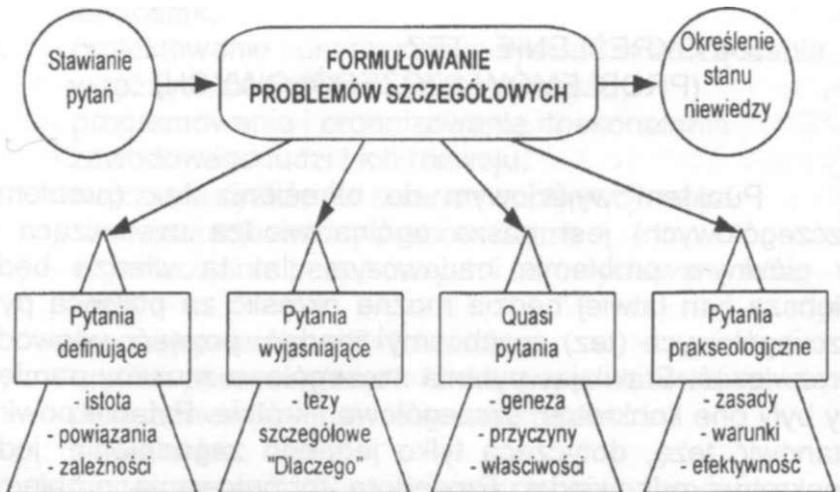 Stawianie
pytań
FORMUŁOWANIE
PROBLEMÓW SZCZEGÓŁOWYCH
Określenie
stanu
niewiedzy
Pytania
definujące
- istota
- powiązania
- zależności
Pytania
wyjaśniające
- tezy
szczegółowe
"Dlaczego"
Quasi
pytania
- geneza
- przyczyny
- właściwości
Pytania
prakseologiczne
- zasady
- warunki
- efektywność